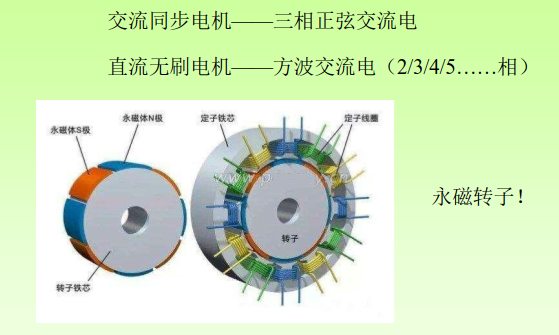 交流同步电机——三相正弦交流电
直流无刷电机——方波交流电（2/3/4/5……相）
永磁体S极
永磁体N极
转子铁芯
定子铁芯
定子线圈
转子
永磁转子！